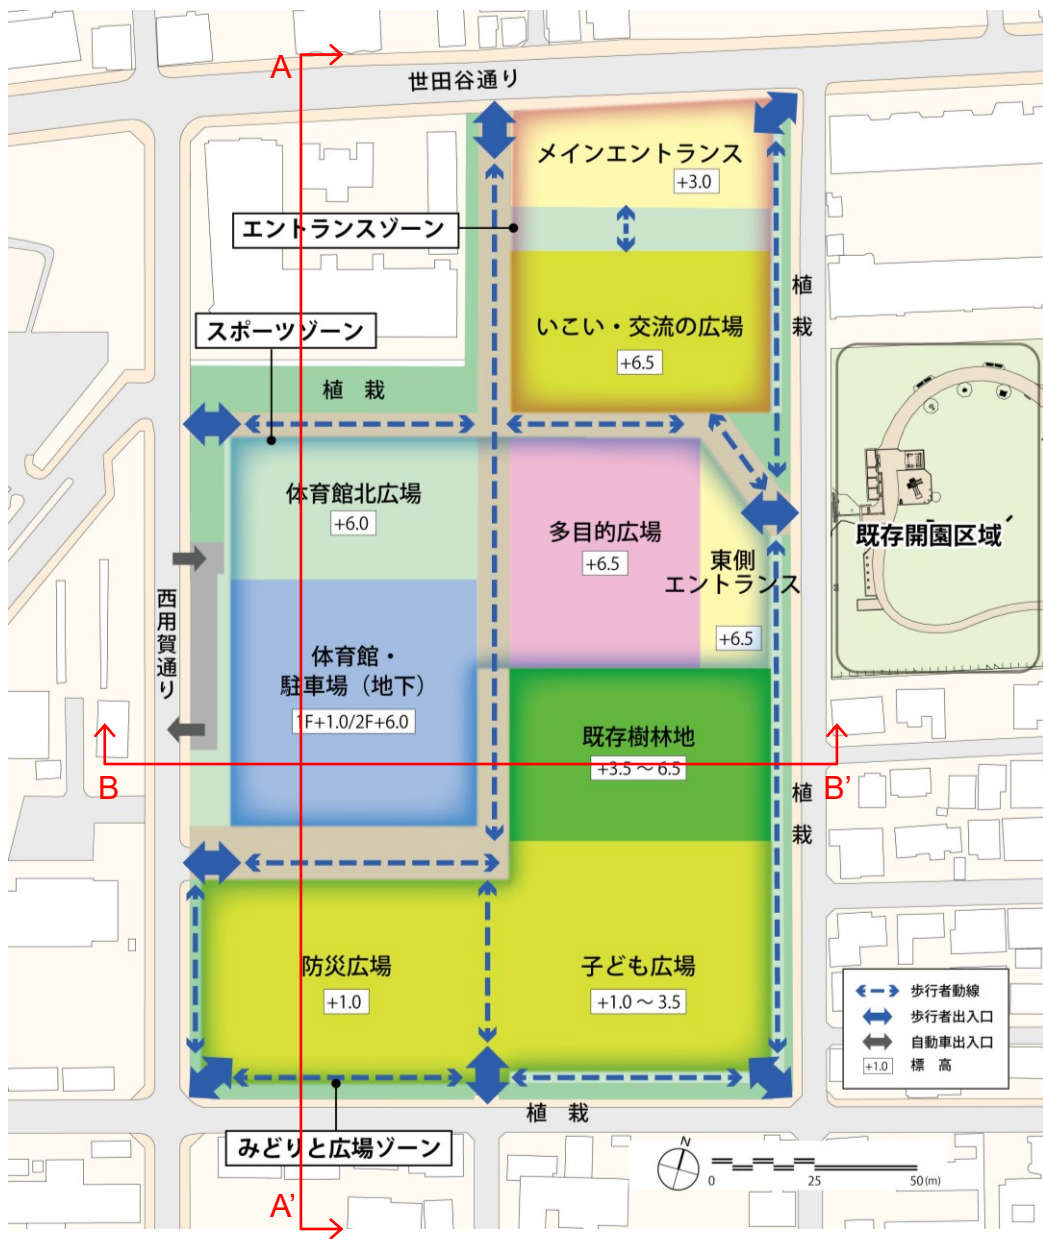 A
世田谷通り
メインエントランス
+3.0
エントランスゾーン
植
栽
いこい・交流の広場
+6.5
スポーツゾーン
植 栽
体育館北広場
+6.0
多目的広場
+6.5
既存開園区域
東側
エントランス
+6.5
西用賀通り
体育館・
駐車場（地下）
1F+1.0/2F+6.0
既存樹林地
+3.5～6.5
B
B'
植
栽
防災広場
+1.0
子ども広場
+1.0～3.5
歩行者動線
歩行者出入口
自動車出入口
+1.0 標 高
植 栽
みどりと広場ゾーン
N
0 25 50(m)
A'